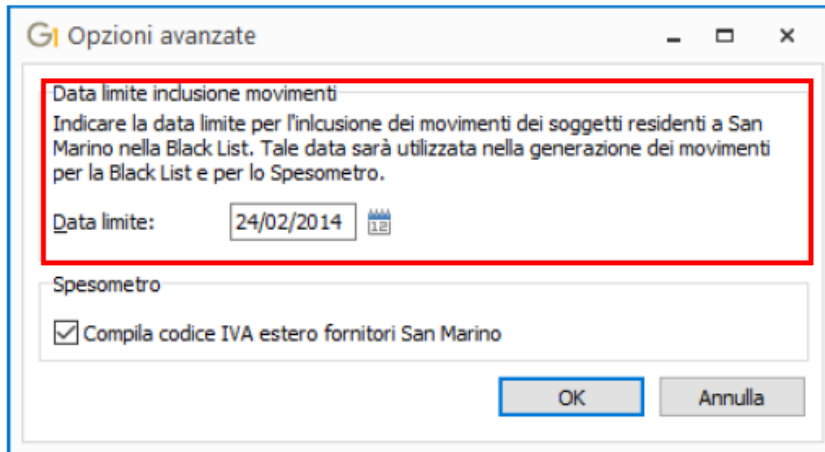 G1 Opzioni avanzate
Data limite inclusione movimenti
Indicare la data limite per l'inlcusione dei movimenti dei soggetti residenti a San
Marino nella Black List. Tale data sarà utilizzata nella generazione dei movimenti
per la Black List e per lo Spesometro.
Data limite: 24/02/2014 12
Spesometro
Compila codice IVA estero fornitori San Marino
OK Annulla